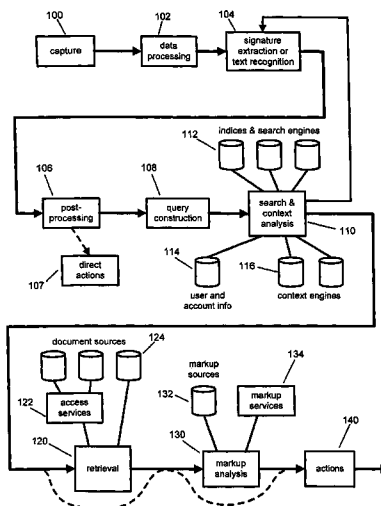 100
102
104
capture
data
processing
signature
extraction or
text recognition
112
indices & search engines
106
108
post-
processing
query
construction
search &
context
analysis
110
direct
actions
107
114
116
user and
account info
context engines
document sources
124
134
markup
sources
132
markup
services
122
access
services
120
130
140
retrieval
markup
analysis
actions